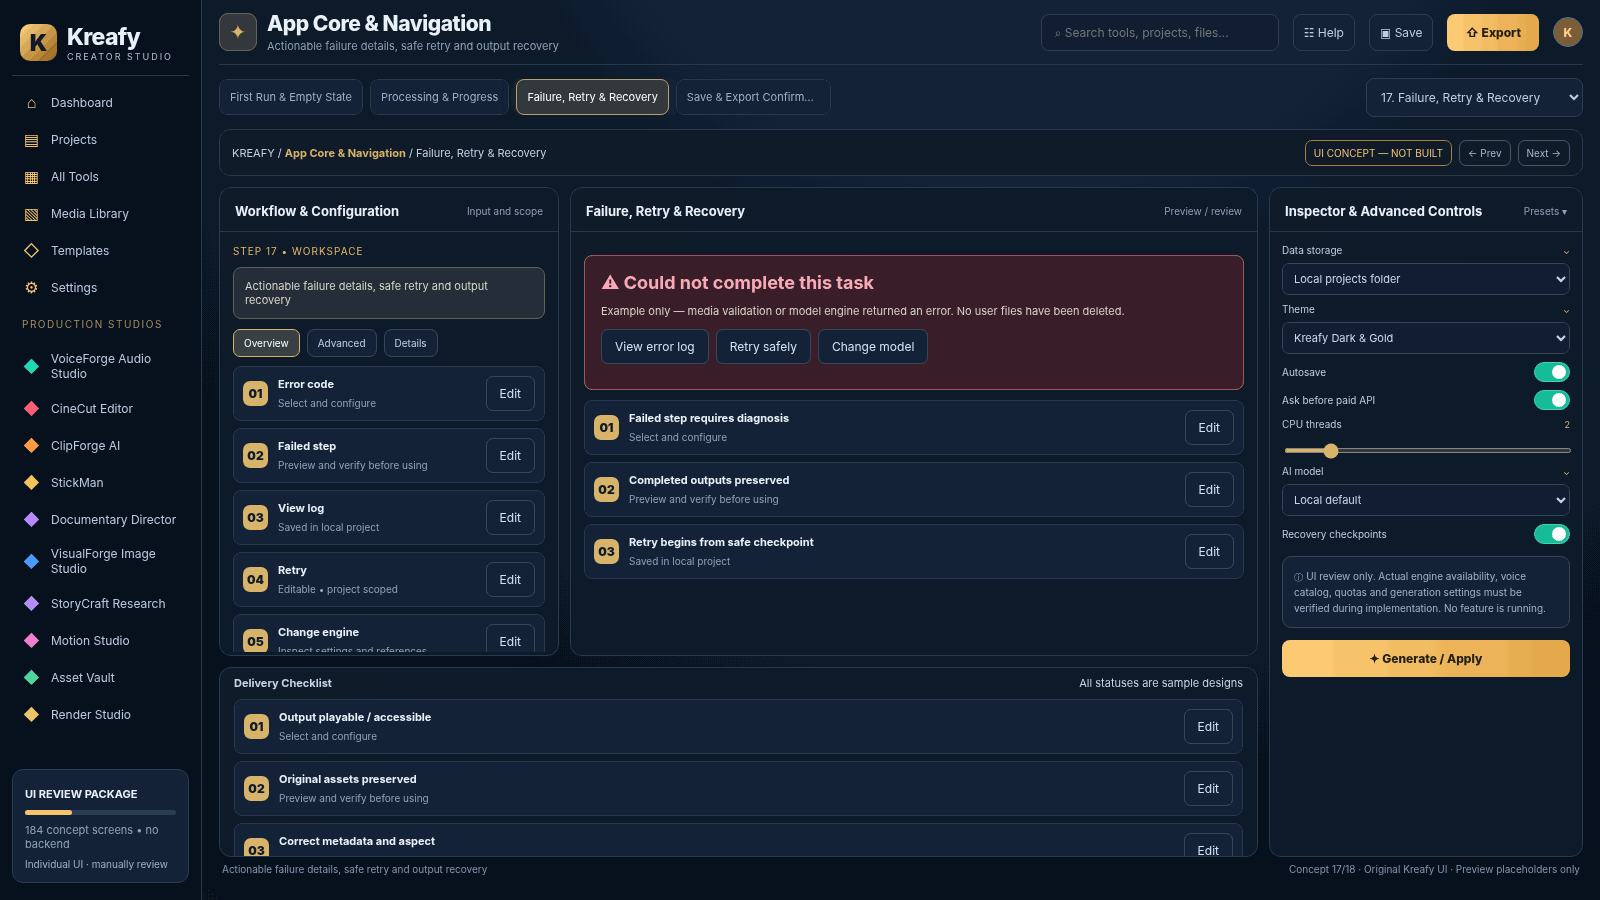 K
Kreafy
CREATOR STUDIO
Dashboard
Projects
All Tools
Media Library
Templates
Settings
PRODUCTION STUDIOS
VoiceForge Audio
Studio
CineCut Editor
ClipForge AI
StickMan
Documentary Director
VisualForge Image
Studio
StoryCraft Research
Motion Studio
Asset Vault
Render Studio
UI REVIEW PACKAGE
184 concept screens • no
backend
Individual UI · manually review
App Core & Navigation
Actionable failure details, safe retry and output recovery
Search tools, projects, files...
Help
Save
Export
K
First Run & Empty State
Processing & Progress
Failure, Retry & Recovery
Save & Export Confirm...
17. Failure, Retry & Recovery
KREAFY / App Core & Navigation / Failure, Retry & Recovery
UI CONCEPT — NOT BUILT
← Prev
Next →
Workflow & Configuration
Input and scope
STEP 17 • WORKSPACE
Actionable failure details, safe retry and output
recovery
Overview
Advanced
Details
01
Error code
Select and configure
Edit
02
Failed step
Preview and verify before using
Edit
03
View log
Saved in local project
Edit
04
Retry
Editable • project scoped
Edit
05
Change engine
Inspect settings and references
Edit
Failure, Retry & Recovery
Preview / review
⚠ Could not complete this task
Example only — media validation or model engine returned an error. No user files have been deleted.
View error log
Retry safely
Change model
01
Failed step requires diagnosis
Select and configure
Edit
02
Completed outputs preserved
Preview and verify before using
Edit
03
Retry begins from safe checkpoint
Saved in local project
Edit
Delivery Checklist
All statuses are sample designs
01
Output playable / accessible
Select and configure
Edit
02
Original assets preserved
Preview and verify before using
Edit
03
Correct metadata and aspect
Edit
Inspector & Advanced Controls
Presets ▾
Data storage
Local projects folder
Theme
Kreafy Dark & Gold
Autosave
Ask before paid API
CPU threads
2
AI model
Local default
Recovery checkpoints
ⓘ UI review only. Actual engine availability, voice
catalog, quotas and generation settings must be
verified during implementation. No feature is running.
✦ Generate / Apply
Actionable failure details, safe retry and output recovery
Concept 17/18 · Original Kreafy UI · Preview placeholders only